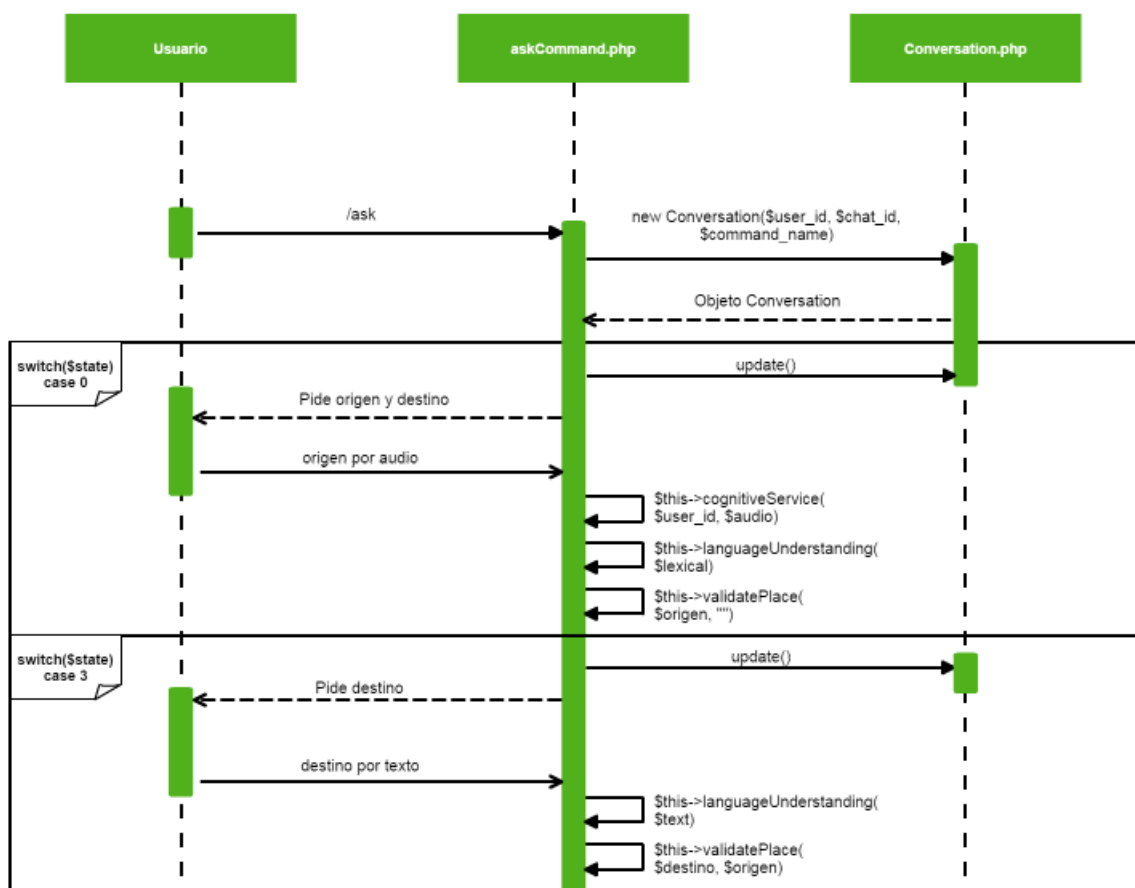 Usuario
askCommand.php
Conversation.php
/ask
new Conversation($user_id, $chat_id,
$command_name)
Objeto Conversation
switch($state)
case 0
update()
Pide origen y destino
origen por audio
$this->cognitiveService(
$user_id, $audio)
$this->languageUnderstanding(
$lexical)
$this->validatePlace(
$origen, "")
switch($state)
case 3
update()
Pide destino
destino por texto
$this->languageUnderstanding(
$text)
$this->validatePlace(
$destino, $origen)